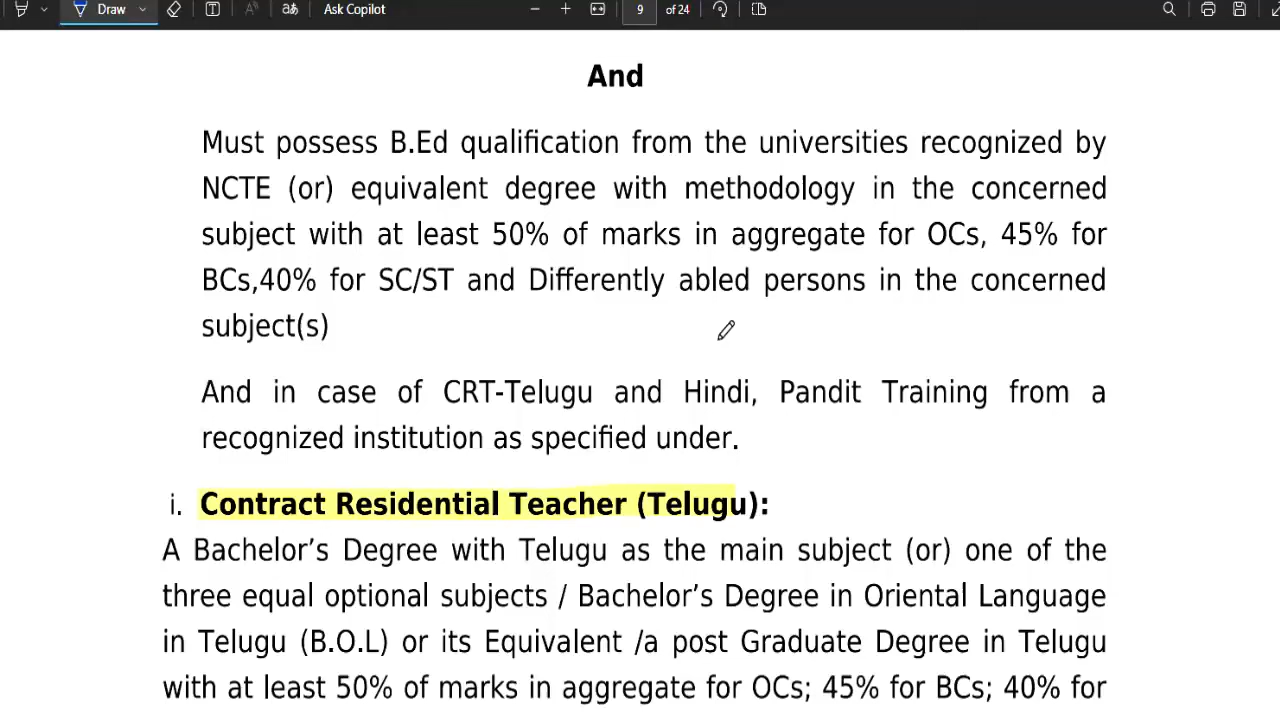 Draw
Ask Copilot
9 of 24
And
Must possess B.Ed qualification from the universities recognized by
NCTE (or) equivalent degree with methodology in the concerned
subject with at least 50% of marks in aggregate for OCs, 45% for
BCs,40% for SC/ST and Differently abled persons in the concerned
subject(s)
And in case of CRT-Telugu and Hindi, Pandit Training from a
recognized institution as specified under.
i. Contract Residential Teacher (Telugu):
A Bachelor’s Degree with Telugu as the main subject (or) one of the
three equal optional subjects / Bachelor’s Degree in Oriental Language
in Telugu (B.O.L) or its Equivalent /a post Graduate Degree in Telugu
with at least 50% of marks in aggregate for OCs; 45% for BCs; 40% for